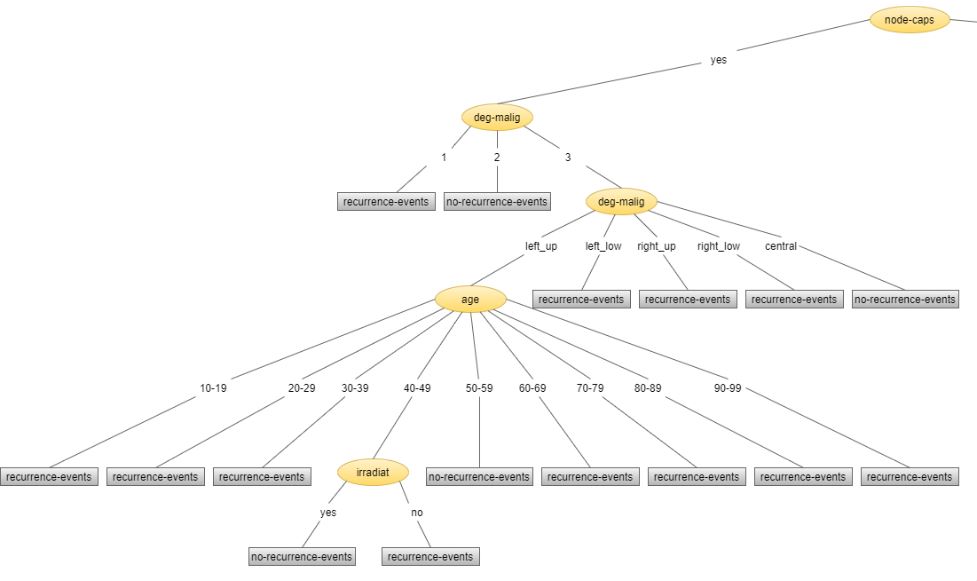 node-caps
yes
deg-malig
1 2 3
recurrence-events no-recurrence-events deg-malig
left_up left_low right_up right_low central
age recurrence-events recurrence-events recurrence-events no-recurrence-events
10-19 20-29 30-39 40-49 50-59 60-69 70-79 80-89 90-99
recurrence-events recurrence-events recurrence-events irradiat no-recurrence-events recurrence-events recurrence-events recurrence-events recurrence-events
yes no
no-recurrence-events recurrence-events